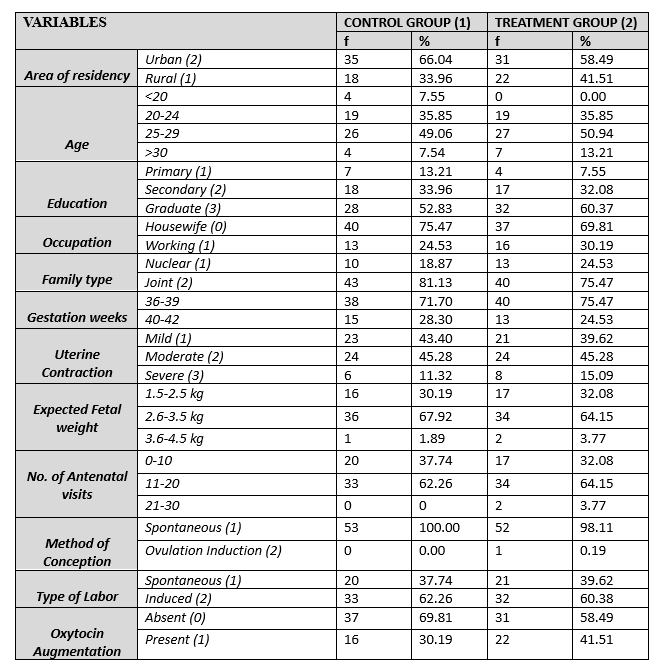 VARIABLES CONTROL GROUP (1) TREATMENT GROUP (2)
f % f %
Area of residency Urban (2) 35 66.04 31 58.49
Rural (1) 18 33.96 22 41.51
Age <20 4 7.55 0 0.00
20-24 19 35.85 19 35.85
25-29 26 49.06 27 50.94
>30 4 7.54 7 13.21
Education Primary (1) 7 13.21 4 7.55
Secondary (2) 18 33.96 17 32.08
Graduate (3) 28 52.83 32 60.37
Occupation Housewife (0) 40 75.47 37 69.81
Working (1) 13 24.53 16 30.19
Family type Nuclear (1) 10 18.87 13 24.53
Joint (2) 43 81.13 40 75.47
Gestation weeks 36-39 38 71.70 40 75.47
40-42 15 28.30 13 24.53
Uterine Contraction Mild (1) 23 43.40 21 39.62
Moderate (2) 24 45.28 24 45.28
Severe (3) 6 11.32 8 15.09
Expected Fetal weight 1.5-2.5 kg 16 30.19 17 32.08
2.6-3.5 kg 36 67.92 34 64.15
3.6-4.5 kg 1 1.89 2 3.77
No. of Antenatal visits 0-10 20 37.74 17 32.08
11-20 33 62.26 34 64.15
21-30 0 0 2 3.77
Method of Conception Spontaneous (1) 53 100.00 52 98.11
Ovulation Induction (2) 0 0.00 1 0.19
Type of Labor Spontaneous (1) 20 37.74 21 39.62
Induced (2) 33 62.26 32 60.38
Oxytocin Augmentation Absent (0) 37 69.81 31 58.49
Present (1) 16 30.19 22 41.51